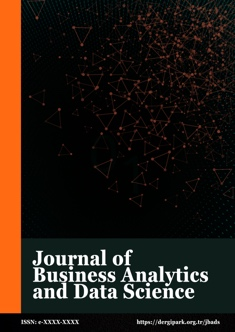 Journal of
Business Analytics
and Data Science
ISSN: e-XXXX-XXXX https://dergipark.org.tr/jbads